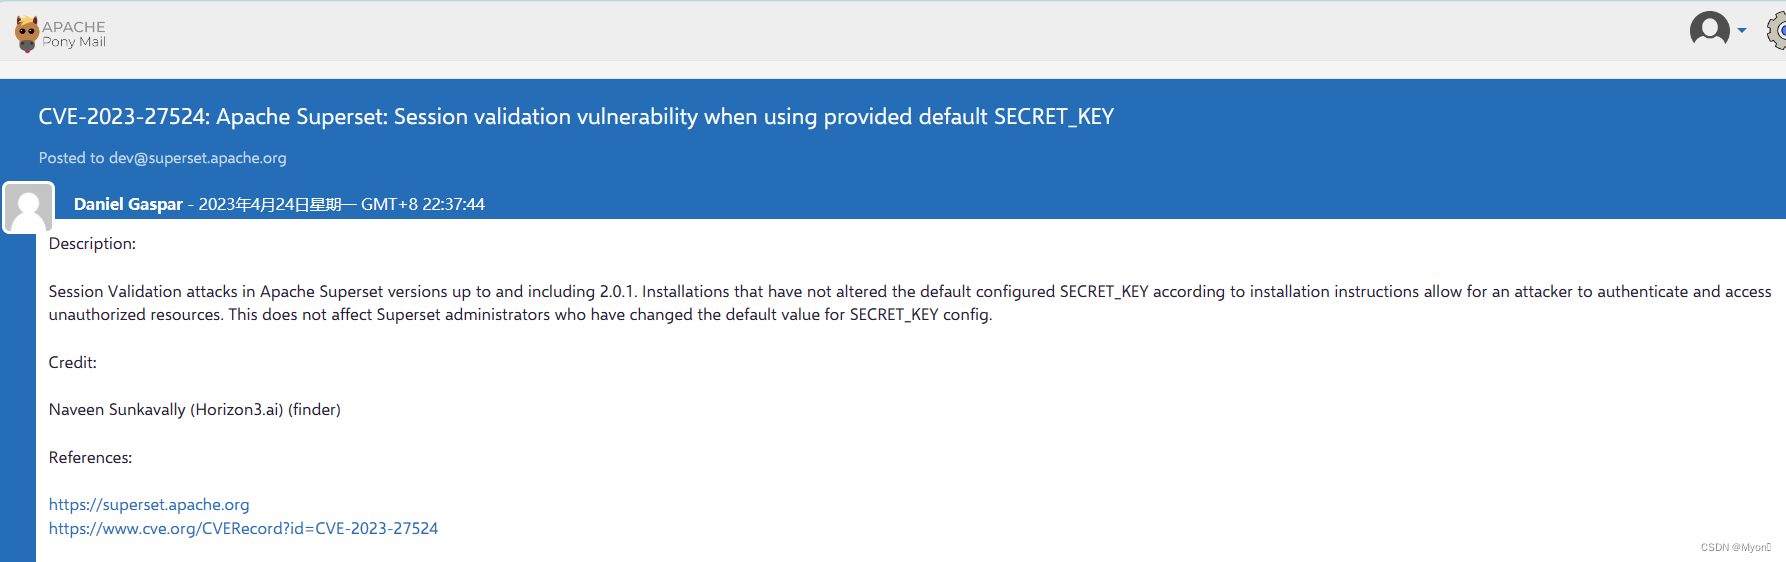 APACHE
Pony Mail
CVE-2023-27524: Apache Superset: Session validation vulnerability when using provided default SECRET_KEY
Posted to dev@superset.apache.org
Daniel Gaspar - 2023年4月24日星期一 GMT+8 22:37:44
Description:
Session Validation attacks in Apache Superset versions up to and including 2.0.1. Installations that have not altered the default configured SECRET_KEY according to installation instructions allow for an attacker to authenticate and access
unauthorized resources. This does not affect Superset administrators who have changed the default value for SECRET_KEY config.
Credit:
Naveen Sunkavally (Horizon3.ai) (finder)
References:
https://superset.apache.org
https://www.cve.org/CVERecord?id=CVE-2023-27524
CSDN @Myon